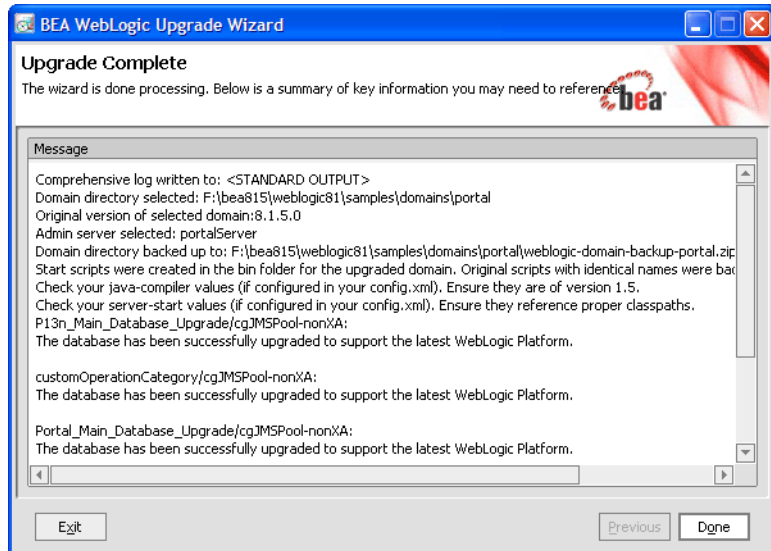 BEA WebLogic Upgrade Wizard
Upgrade Complete
The wizard is done processing. Below is a summary of key information you may need to reference.
bea
Message
Comprehensive log written to: <STANDARD OUTPUT>
Domain directory selected: F:\bea815\weblogic81\samples\domains\portal
Original version of selected domain:8.1.5.0
Admin server selected: portalServer
Domain directory backed up to: F:\bea815\weblogic81\samples\domains\portal\weblogic-domain-backup-portal.zip
Start scripts were created in the bin folder for the upgraded domain. Original scripts with identical names were bac
Check your java-compiler values (if configured in your config.xml). Ensure they are of version 1.5.
Check your server-start values (if configured in your config.xml). Ensure they reference proper classpaths.
P13n_Main_Database_Upgrade/cgJMSPool-nonXA:
The database has been successfully upgraded to support the latest WebLogic Platform.
customOperationCategory/cgJMSPool-nonXA:
The database has been successfully upgraded to support the latest WebLogic Platform.
Portal_Main_Database_Upgrade/cgJMSPool-nonXA:
The database has been successfully upgraded to support the latest WebLogic Platform.
Exit
Previous
Done